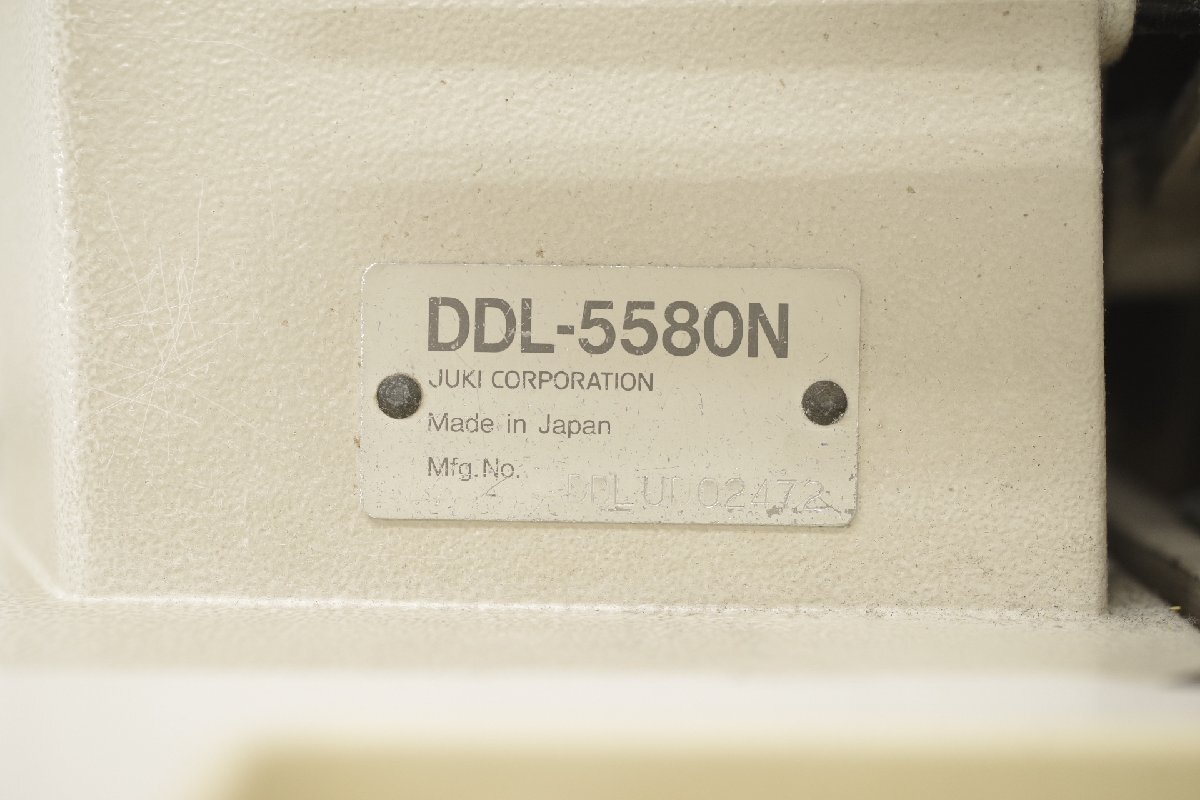 DDL-5580N
JUKI CORPORATION
Made in Japan
Mfg.No.
02472